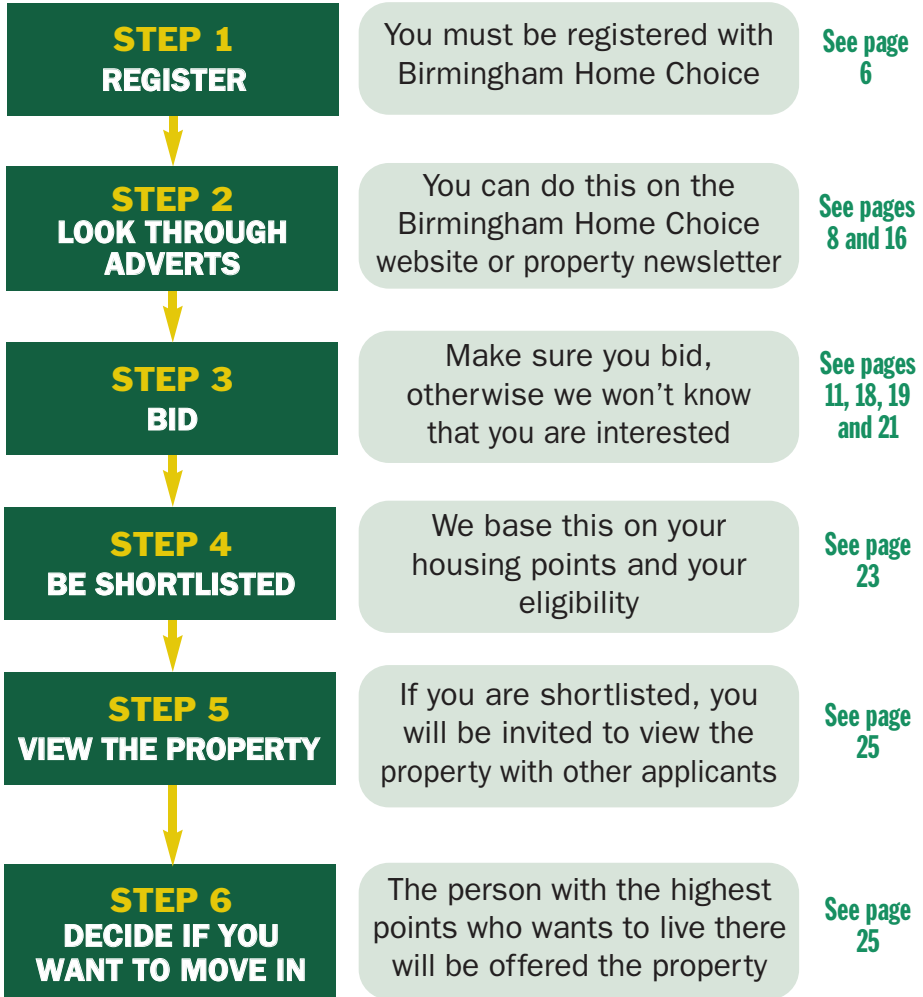 STEP 1
REGISTER
You must be registered with
Birmingham Home Choice
See page
6
STEP 2
LOOK THROUGH
ADVERTS
You can do this on the
Birmingham Home Choice
website or property newsletter
See pages
8 and 16
STEP 3
BID
Make sure you bid,
otherwise we won't know
that you are interested
See pages
11, 18, 19
and 21
STEP 4
BE SHORTLISTED
We base this on your
housing points and your
eligibility
See page
23
STEP 5
VIEW THE PROPERTY
If you are shortlisted, you
will be invited to view the
property with other applicants
See page
25
STEP 6
DECIDE IF YOU
WANT TO MOVE IN
The person with the highest
points who wants to live there
will be offered the property
See page
25